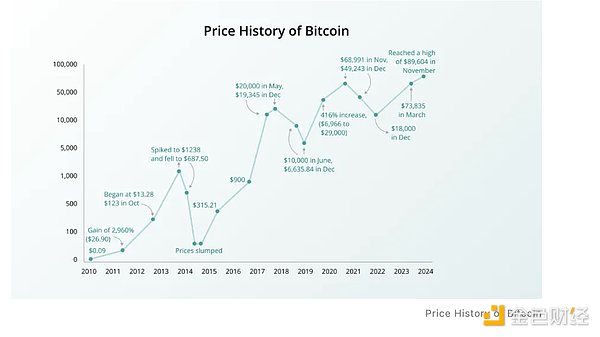 Price History of Bitcoin
100,000
50,000
10,000
5,000
1,000
500
100
0
$0.09
Gain of 2,960%
($26.90)
Began at $13.28
$123 in Oct
Spiked to $1238
and fell to $687.50
Prices slumped
$315.21
$900
$20,000 in May,
$19,345 in Dec
$10,000 in June,
$6,635.84 in Dec
416% increase,
($6,966 to
$29,000)
$68,991 in Nov,
$49,243 in Dec
$18,000
in Dec
$73,835
in March
Reached a high
of $89,604 in
November
2010 2011 2012 2013 2014 2015 2016 2017 2018 2019 2020 2021 2022 2023 2024
Price History of Bitcoin
金色财经